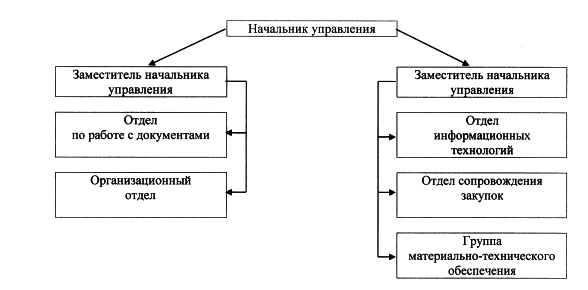 Начальник управления
Заместитель начальника
управления
Отдел
по работе с документами
Организационный
отдел
Заместитель начальника
управления
Отдел
информационных
технологий
Отдел сопровождения
закупок
Группа
материально-технического
обеспечения